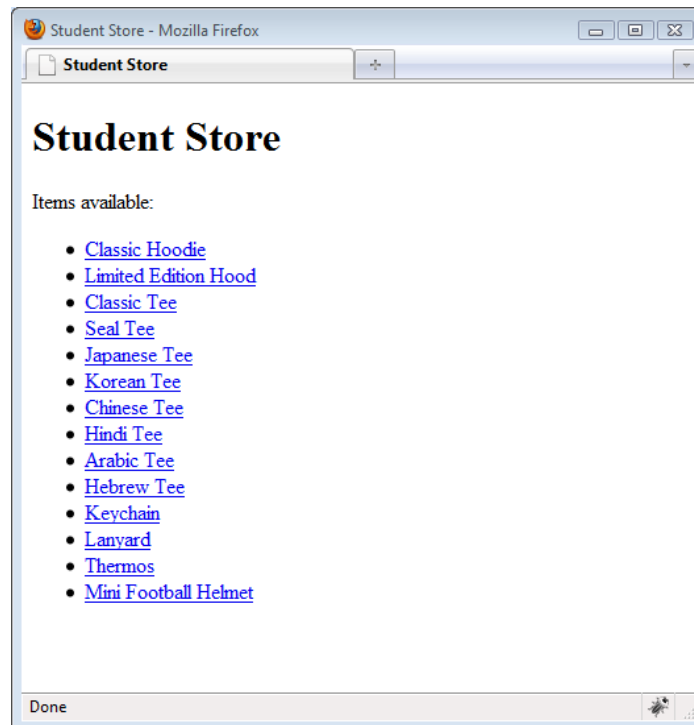 Student Store - Mozilla Firefox
Student Store
Student Store
Items available:
Classic Hoodie
Limited Edition Hood
Classic Tee
Seal Tee
Japanese Tee
Korean Tee
Chinese Tee
Hindi Tee
Arabic Tee
Hebrew Tee
Keychain
Lanyard
Thermos
Mini Football Helmet
Done